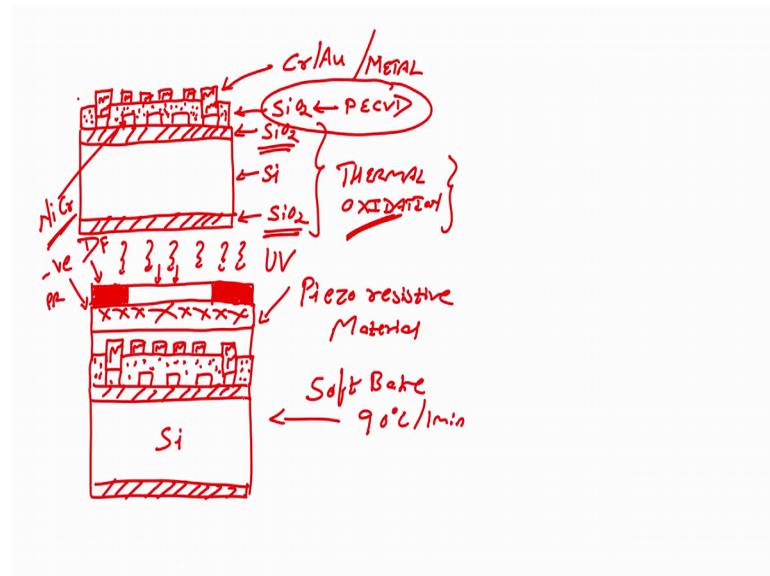 Cr/Au / METAL
SiO2 ← PECVD
SiO2
Si
THERMAL
OXIDATION
SiO2
NiCr
DF
UV
-ve
PR
Piezo resistive
Material
xxxxxxxxx
M M M M M M
Soft Bake
90°C/1min
Si